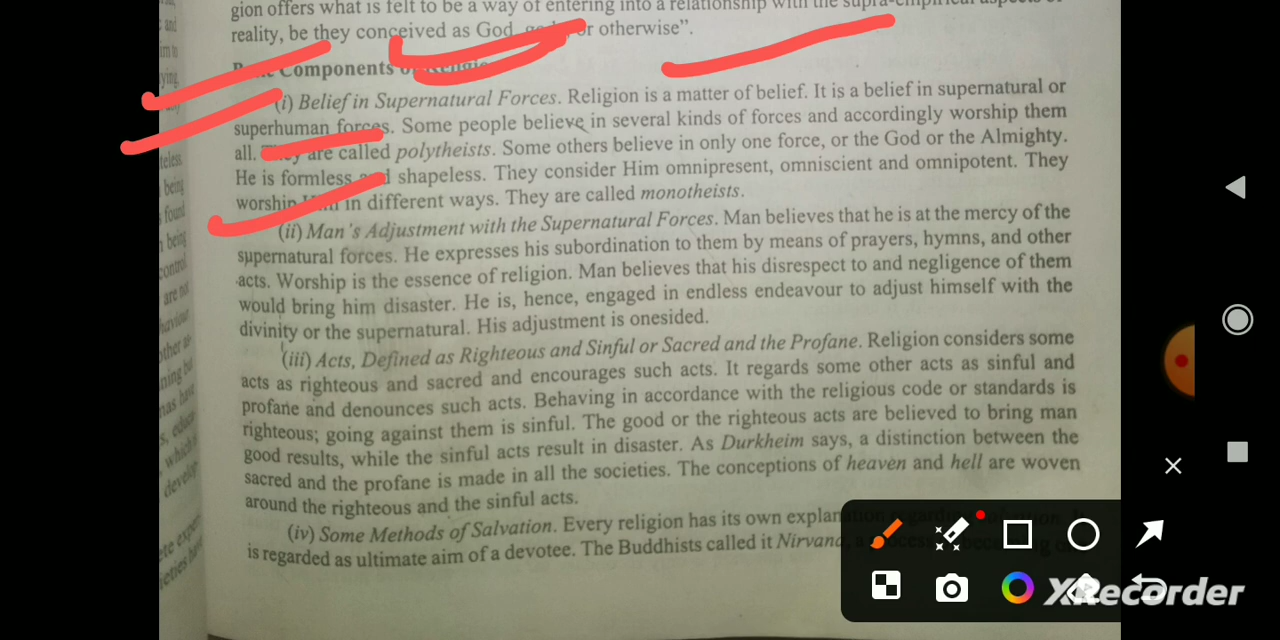 gion offers what is felt to be a way of entering into a relationship with the supra-empirical aspects of
reality, be they conceived as God, or otherwise”.
Components of Religion
(i) Belief in Supernatural Forces. Religion is a matter of belief. It is a belief in supernatural or
superhuman forces. Some people believe in several kinds of forces and accordingly worship them
all. They are called polytheists. Some others believe in only one force, or the God or the Almighty.
He is formless and shapeless. They consider Him omnipresent, omniscient and omnipotent. They
worship Him in different ways. They are called monotheists.
(ii) Man's Adjustment with the Supernatural Forces. Man believes that he is at the mercy of the
supernatural forces. He expresses his subordination to them by means of prayers, hymns, and other
acts. Worship is the essence of religion. Man believes that his disrespect to and negligence of them
would bring him disaster. He is, hence, engaged in endless endeavour to adjust himself with the
divinity or the supernatural. His adjustment is onesided.
(iii) Acts, Defined as Righteous and Sinful or Sacred and the Profane. Religion considers some
acts as righteous and sacred and encourages such acts. It regards some other acts as sinful and
profane and denounces such acts. Behaving in accordance with the religious code or standards is
righteous; going against them is sinful. The good or the righteous acts are believed to bring man
good results, while the sinful acts result in disaster. As Durkheim says, a distinction between the
sacred and the profane is made in all the societies. The conceptions of heaven and hell are woven
around the righteous and the sinful acts.
(iv) Some Methods of Salvation. Every religion has its own explanation
is regarded as ultimate aim of a devotee. The Buddhists called it Nirvana,
XRecorder